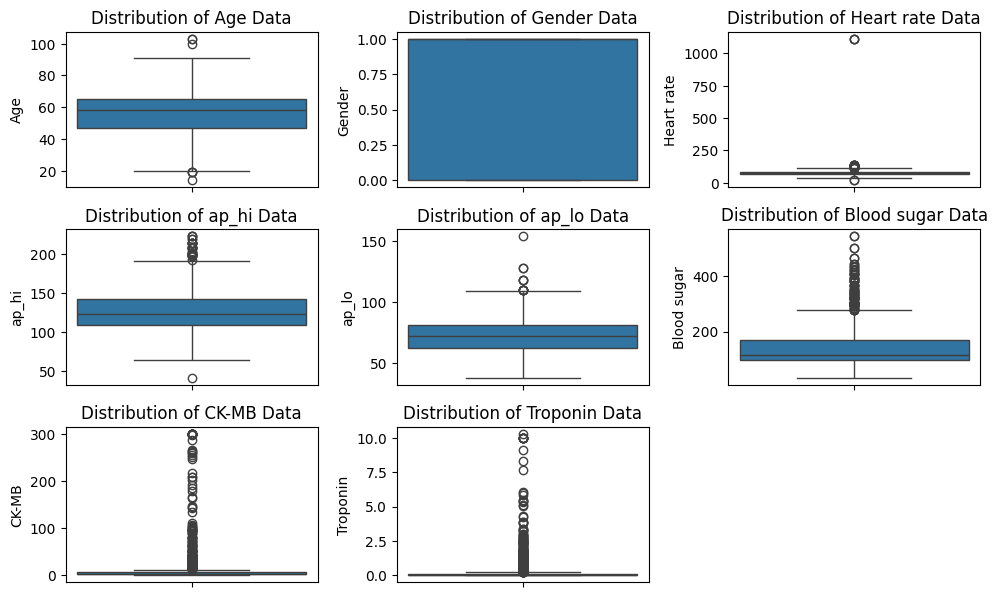 Distribution of Age Data
Distribution of Gender Data
Distribution of Heart rate Data
100
80
60
40
20
Age
1.00
0.75
0.50
0.25
0.00
Gender
1000
750
500
250
0
Heart rate
Distribution of ap_hi Data
Distribution of ap_lo Data
Distribution of Blood sugar Data
200
150
100
50
ap_hi
150
100
50
ap_lo
400
200
Blood sugar
Distribution of CK-MB Data
Distribution of Troponin Data
300
200
100
0
CK-MB
10.0
7.5
5.0
2.5
0.0
Troponin